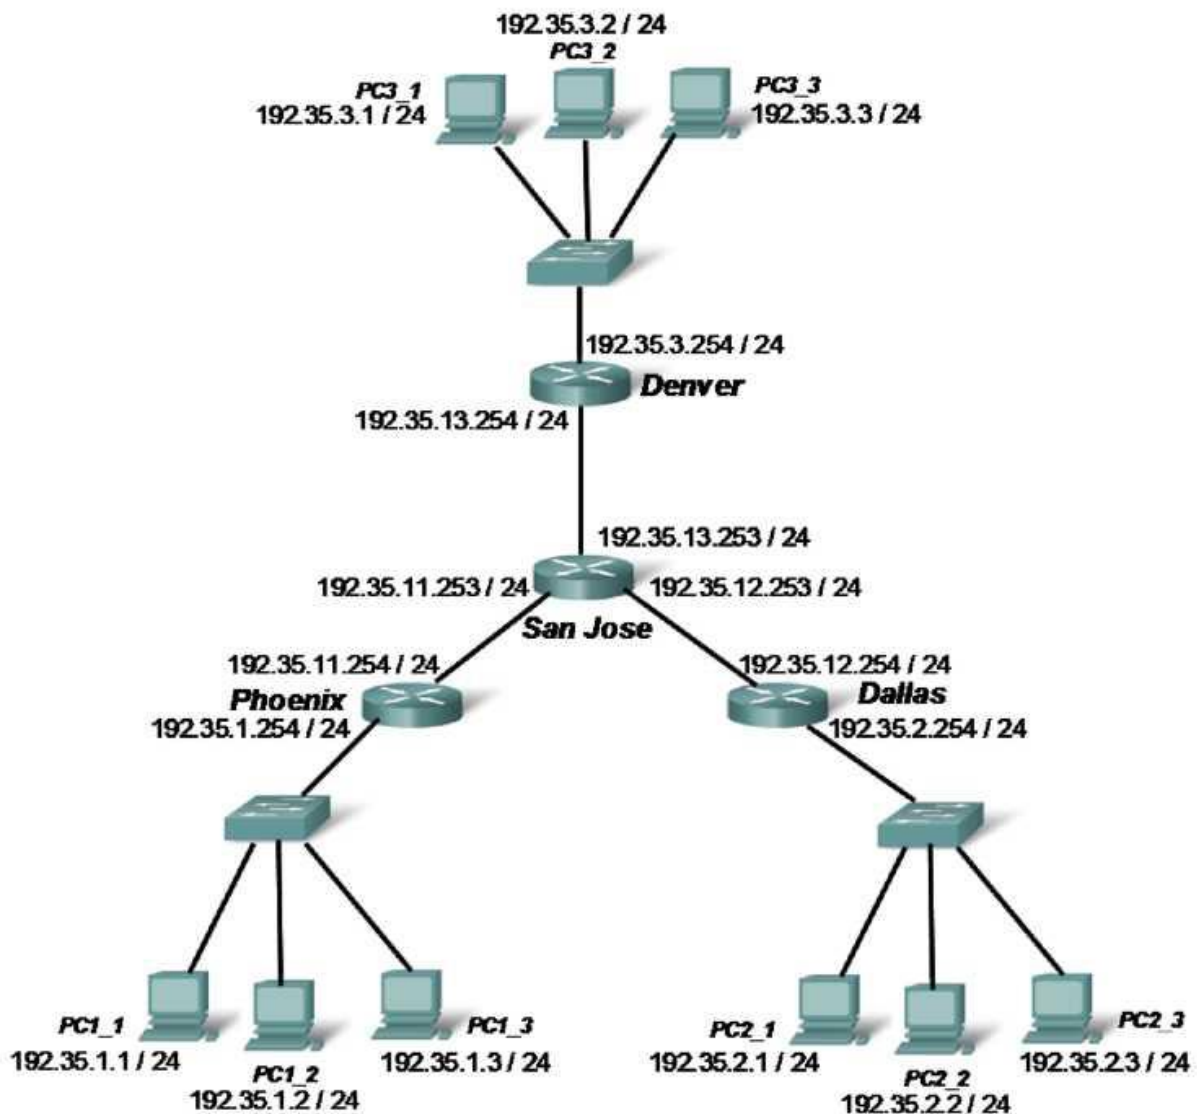 192.35.3.2 / 24
PC3_2
PC3_1
192.35.3.1 / 24
PC3_3
192.35.3.3 / 24
192.35.3.254 / 24
Denver
192.35.13.254 / 24
192.35.13.253 / 24
192.35.11.253 / 24
192.35.12.253 / 24
San Jose
192.35.11.254 / 24
Phoenix
192.35.1.254 / 24
192.35.12.254 / 24
Dallas
192.35.2.254 / 24
PC1_1
192.35.1.1 / 24
PC1_2
192.35.1.2 / 24
PC1_3
192.35.1.3 / 24
PC2_1
192.35.2.1 / 24
PC2_2
192.35.2.2 / 24
PC2_3
192.35.2.3 / 24